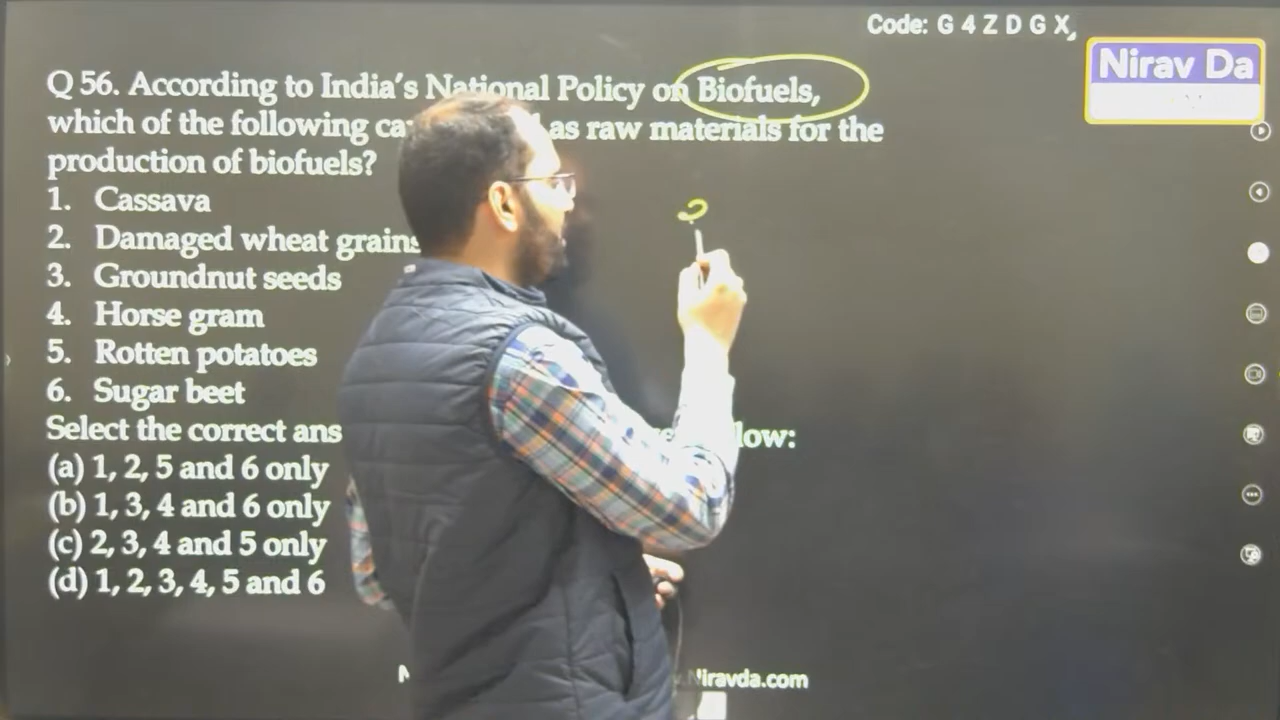 Code: G 4 Z D G X,
Nirav Da
Q 56. According to India's National Policy on Biofuels,
which of the following as raw materials for the
production of biofuels?
1. Cassava
2. Damaged wheat grains
3. Groundnut seeds
4. Horse gram
5. Rotten potatoes
6. Sugar beet
Select the correct low:
(a) 1, 2, 5 and 6 only
(b) 1, 3, 4 and 6 only
(c) 2, 3, 4 and 5 only
(d) 1, 2, 3, 4, 5 and 6
Niravda.com